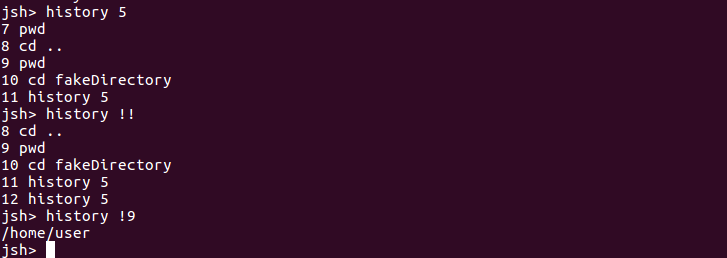 jsh> history 5
7 pwd
8 cd ..
9 pwd
10 cd fakeDirectory
11 history 5
jsh> history !!
8 cd ..
9 pwd
10 cd fakeDirectory
11 history 5
12 history 5
jsh> history !9
/home/user
jsh>